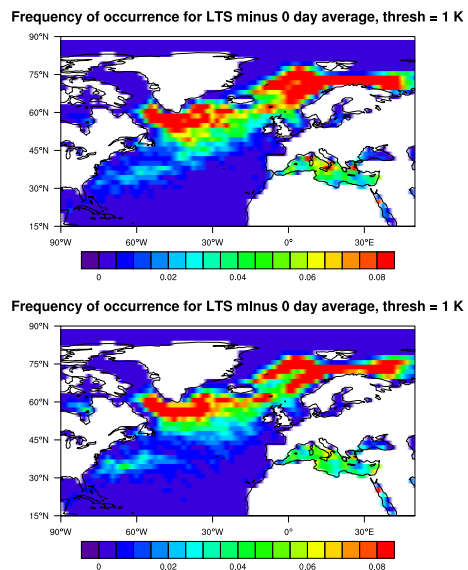 Frequency of occurrence for LTS minus 0 day average, thresh = 1 K
90°N
75°N
60°N
45°N
30°N
15°N
90°W 60°W 30°W 0° 30°E
0 0.02 0.04 0.06 0.08
Frequency of occurrence for LTS mInus 0 day average, thresh = 1 K
90°N
75°N
60°N
45°N
30°N
15°N
90°W 60°W 30°W 0° 30°E
0 0.02 0.04 0.06 0.08